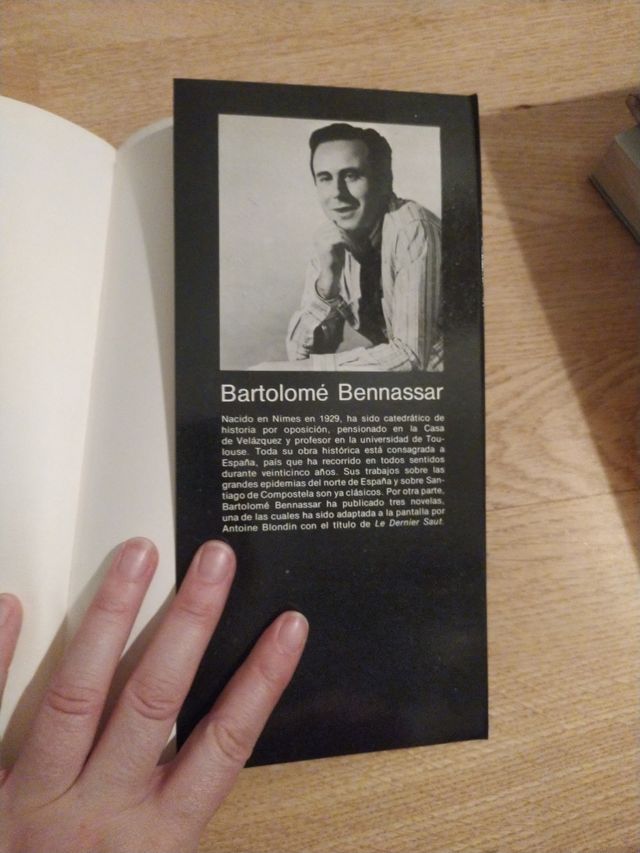 Bartolomé Bennassar
Nacido en Nimes en 1929, ha sido catedrático de
historia por oposición, pensionado en la Casa
de Velázquez y profesor en la universidad de Tou-
louse. Toda su obra histórica está consagrada a
España, país que ha recorrido en todos sentidos
durante veinticinco años. Sus trabajos sobre las
grandes epidemias del norte de España y sobre San-
tiago de Compostela son ya clásicos. Por otra parte,
Bartolomé Bennassar ha publicado tres novelas,
una de las cuales ha sido adaptada a la pantalla por
Antoine Blondin con el título de Le Dernier Saut.